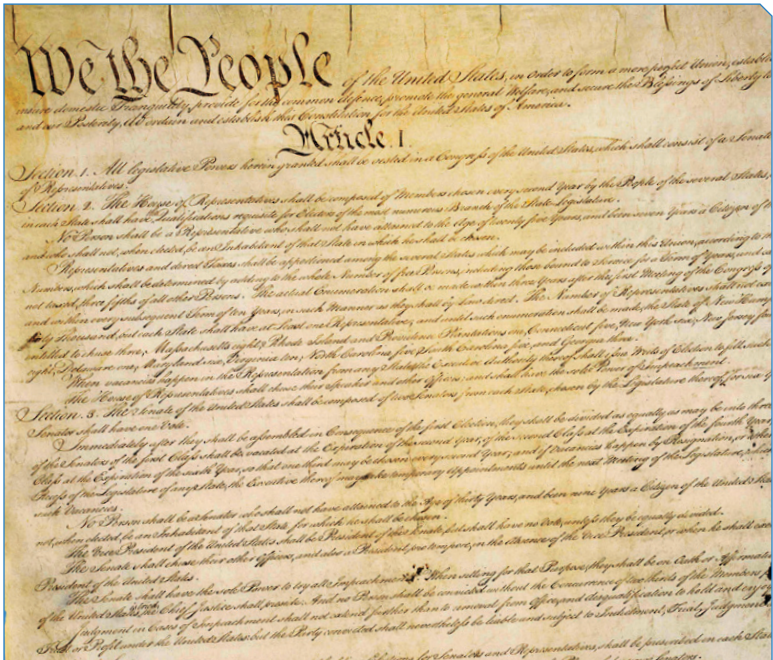 We the People of the United States, in Order to form a more perfect Union, establish
insure domestic Tranquility, provide for the common defence, promote the general Welfare, and secure the Blessings of Liberty to
and our Posterity, do ordain and establish this Constitution for the United States of America.
Article. I.
Section. 1. All legislative Powers herein granted shall be vested in a Congress of the United States, which shall consist of a Senate
of Representatives.
Section. 2. The House of Representatives shall be composed of Members chosen every second Year by the People of the several States,
in each State shall have Qualifications requisite for Electors of the most numerous Branch of the State Legislature.
No Person shall be a Representative who shall not have attained to the Age of twenty five Years, and been seven Years a Citizen of
and who shall not, when elected, be an Inhabitant of that State in which he shall be chosen.
Representatives and direct Taxes shall be apportioned among the several States which may be included within this Union, according to
Numbers, which shall be determined by adding to the whole Number of free Persons, including those bound to Service for a Term of Years, and
not taxed, three fifths of all other Persons. The actual Enumeration shall be made within three Years after the first Meeting of the Congress of
and within every subsequent Term of ten Years, in such Manner as they shall by Law direct. The Number of Representatives shall not
thirty Thousand, but each State shall have at Least one Representative; and until such enumeration shall be made, the State of New Hamp
entitled to chuse three, Massachusetts eight, Rhode Island and Providence Plantations one, Connecticut five, New York six, New Jersey four
eight, Delaware one, Maryland six, Virginia ten, North Carolina five, South Carolina five, and Georgia three.
When vacancies happen in the Representation from any State, the Executive Authority thereof shall issue Writs of Election to fill such
The House of Representatives shall chuse their Speaker and other Officers; and shall have the sole Power of Impeachment.
Section. 3. The Senate of the United States shall be composed of two Senators from each State, chosen by the Legislature thereof, for six
Senator shall have one Vote.
Immediately after they shall be assembled in Consequence of the first Election, they shall be divided as equally as may be into three
of the Senators of the first Class shall be vacated at the Expiration of the second Year, of the second Class at the Expiration of the fourth Year
Class at the Expiration of the sixth Year, so that one third may be chosen every second Year; and if Vacancies happen by Resignation, or
Recess of the Legislature of any State, the Executive thereof may make temporary Appointments until the next Meeting of the Legislature, which
such Vacancies.
No Person shall be a Senator who shall not have attained to the Age of thirty Years, and been nine Years a Citizen of the United
not, when elected, be an Inhabitant of that State for which he shall be chosen.
The Vice President of the United States shall be President of the Senate, but shall have no Vote, unless they be equally divided.
The Senate shall chuse their other Officers, and also a President pro tempore, in the Absence of the Vice President, or when he shall
President of the United States.
The Senate shall have the sole Power to try all Impeachments. When sitting for that Purpose, they shall be on Oath or Affirmation
of the United States, the Chief Justice shall preside: And no Person shall be convicted without the Concurrence of two thirds of the Members
Judgment in Cases of Impeachment shall not extend further than to removal from Office, and disqualification to hold and enjoy
Trust or Profit under the United States: but the Party convicted shall nevertheless be liable and subject to Indictment, Trial, Judgment
Elections for Senators and Representatives, shall be prescribed in each State
Senators.